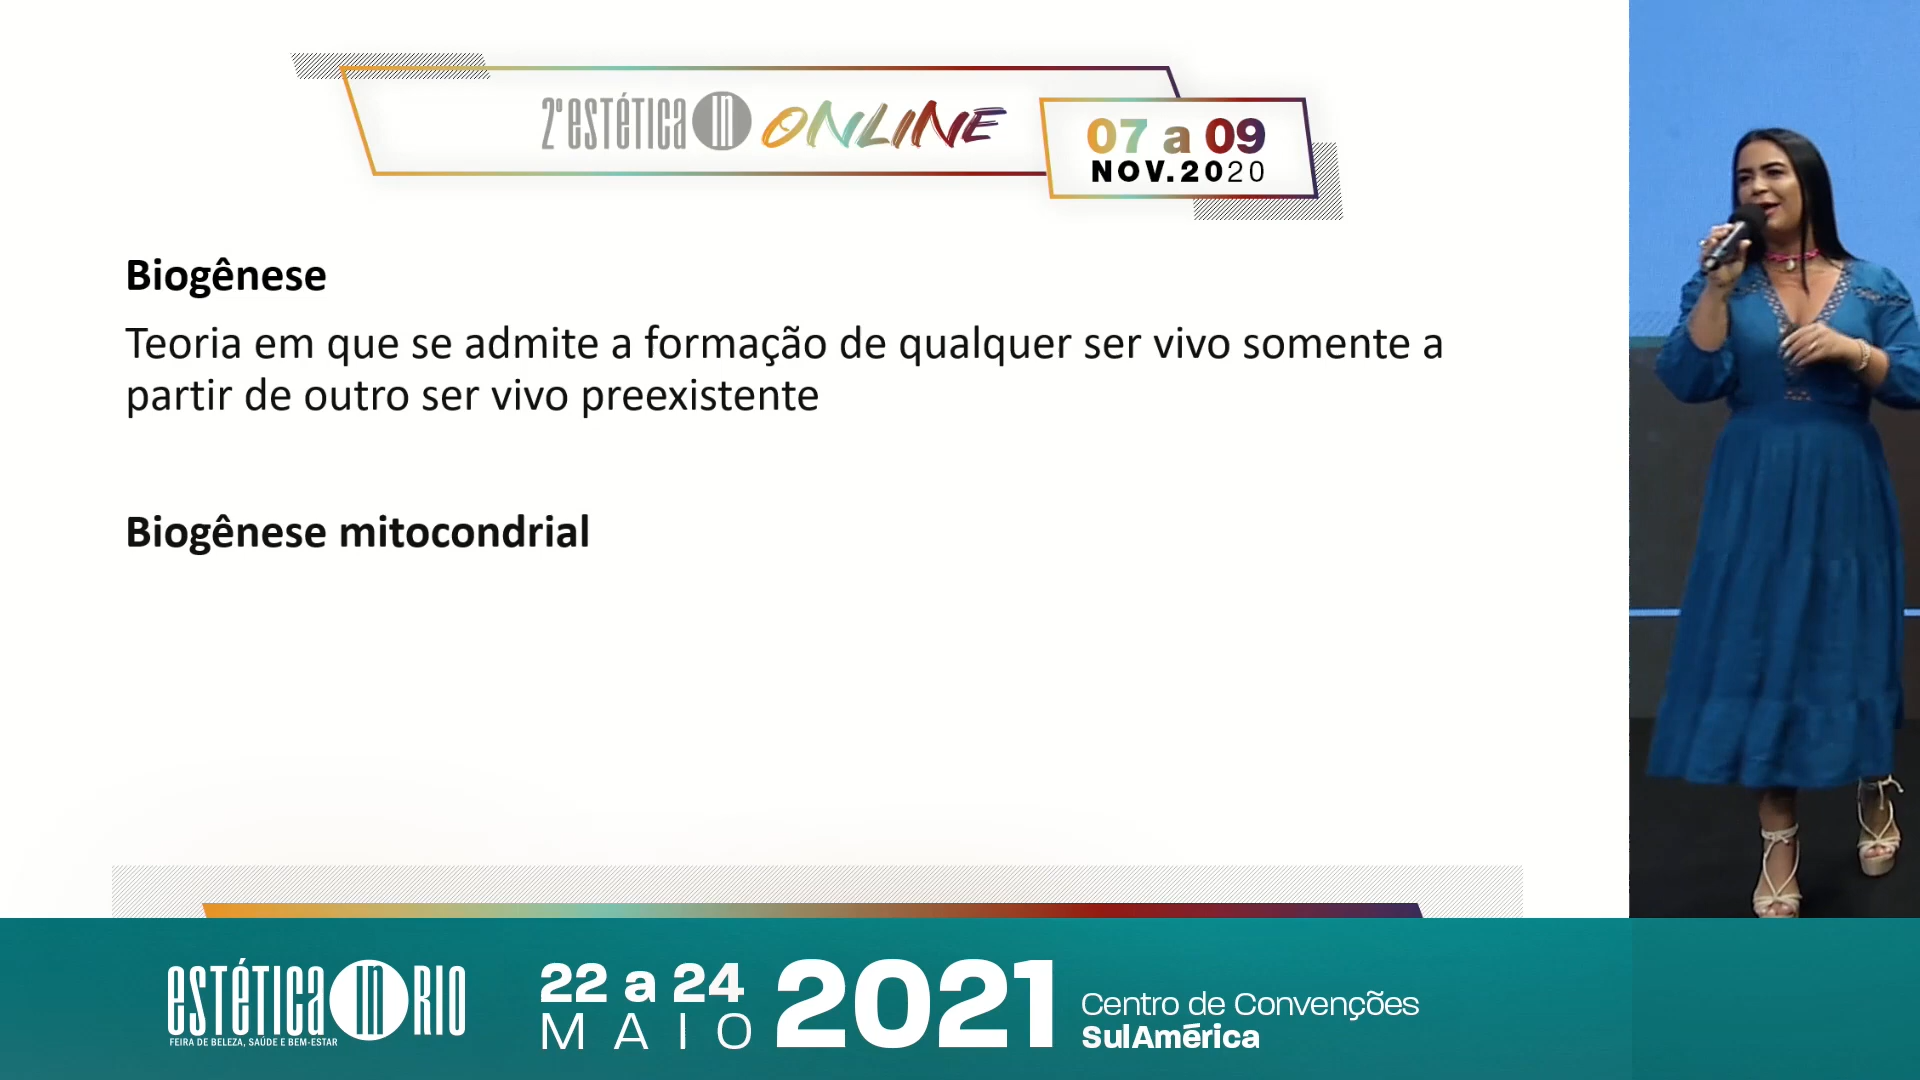 2ª estética in ONLINE
07 a 09
NOV.2020
Biogênese
Teoria em que se admite a formação de qualquer ser vivo somente a
partir de outro ser vivo preexistente
Biogênese mitocondrial
estética in RIO
FEIRA DE BELEZA, SAÚDE E BEM-ESTAR
22 a 24
MAIO
2021
Centro de Convenções
SulAmérica